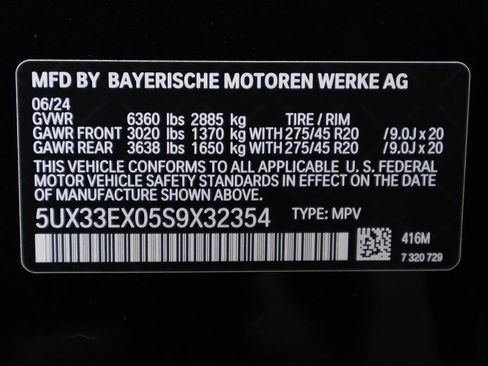 MFD BY BAYERISCHE MOTOREN WERKE AG
06/24
GVWR 6360 lbs 2885 kg TIRE / RIM
GAWR FRONT 3020 lbs 1370 kg WITH 275/45 R20 /9.0J x 20
GAWR REAR 3638 lbs 1650 kg WITH 275/45 R20 /9.0J x 20
THIS VEHICLE CONFORMS TO ALL APPLICABLE U. S. FEDERAL
MOTOR VEHICLE SAFETY STANDARDS IN EFFECT ON THE DATE
OF MANUFACTURE SHOWN ABOVE.
5UX33EX05S9X32354 TYPE: MPV
416M
7 320 729